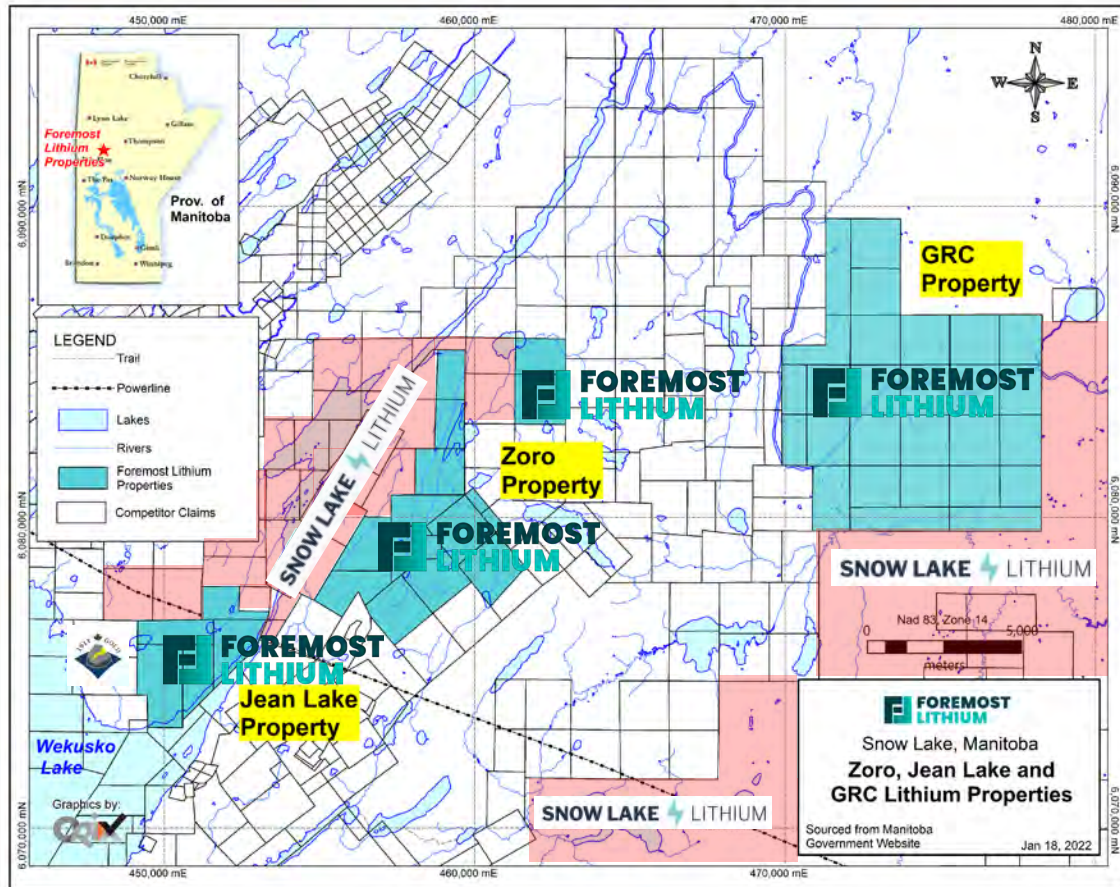 450,000 mE
460,000 mE
470,000 mE
480,000 mE
6,090,000 mN
6,080,000 mN
6,070,000 mN
6,090,000 mN
6,080,000 mN
6,070,000 mN
450,000 mE
460,000 mE
470,000 mE
N
W
E
S
Churchill
Lynn Lake
Gillam
Thompson
Foremost
Lithium
Properties
Norway House
Prov. of
Manitoba
Dauphin
Gimli
Brandon
Winnipeg
LEGEND
Trail
Powerline
Lakes
Rivers
Foremost Lithium
Properties
Competitor Claims
GRC
Property
FOREMOST
LITHIUM
FOREMOST
LITHIUM
SNOW LAKE LITHIUM
Zoro
Property
FOREMOST
LITHIUM
SNOW LAKE LITHIUM
Nad 83, Zone 14
0
5,000
meters
1911 GOLD
FOREMOST
LITHIUM
Jean Lake
Property
Wekusko
Lake
SNOW LAKE LITHIUM
Graphics by:
FOREMOST
LITHIUM
Snow Lake, Manitoba
Zoro, Jean Lake and
GRC Lithium Properties
Sourced from Manitoba
Government Website
Jan 18, 2022